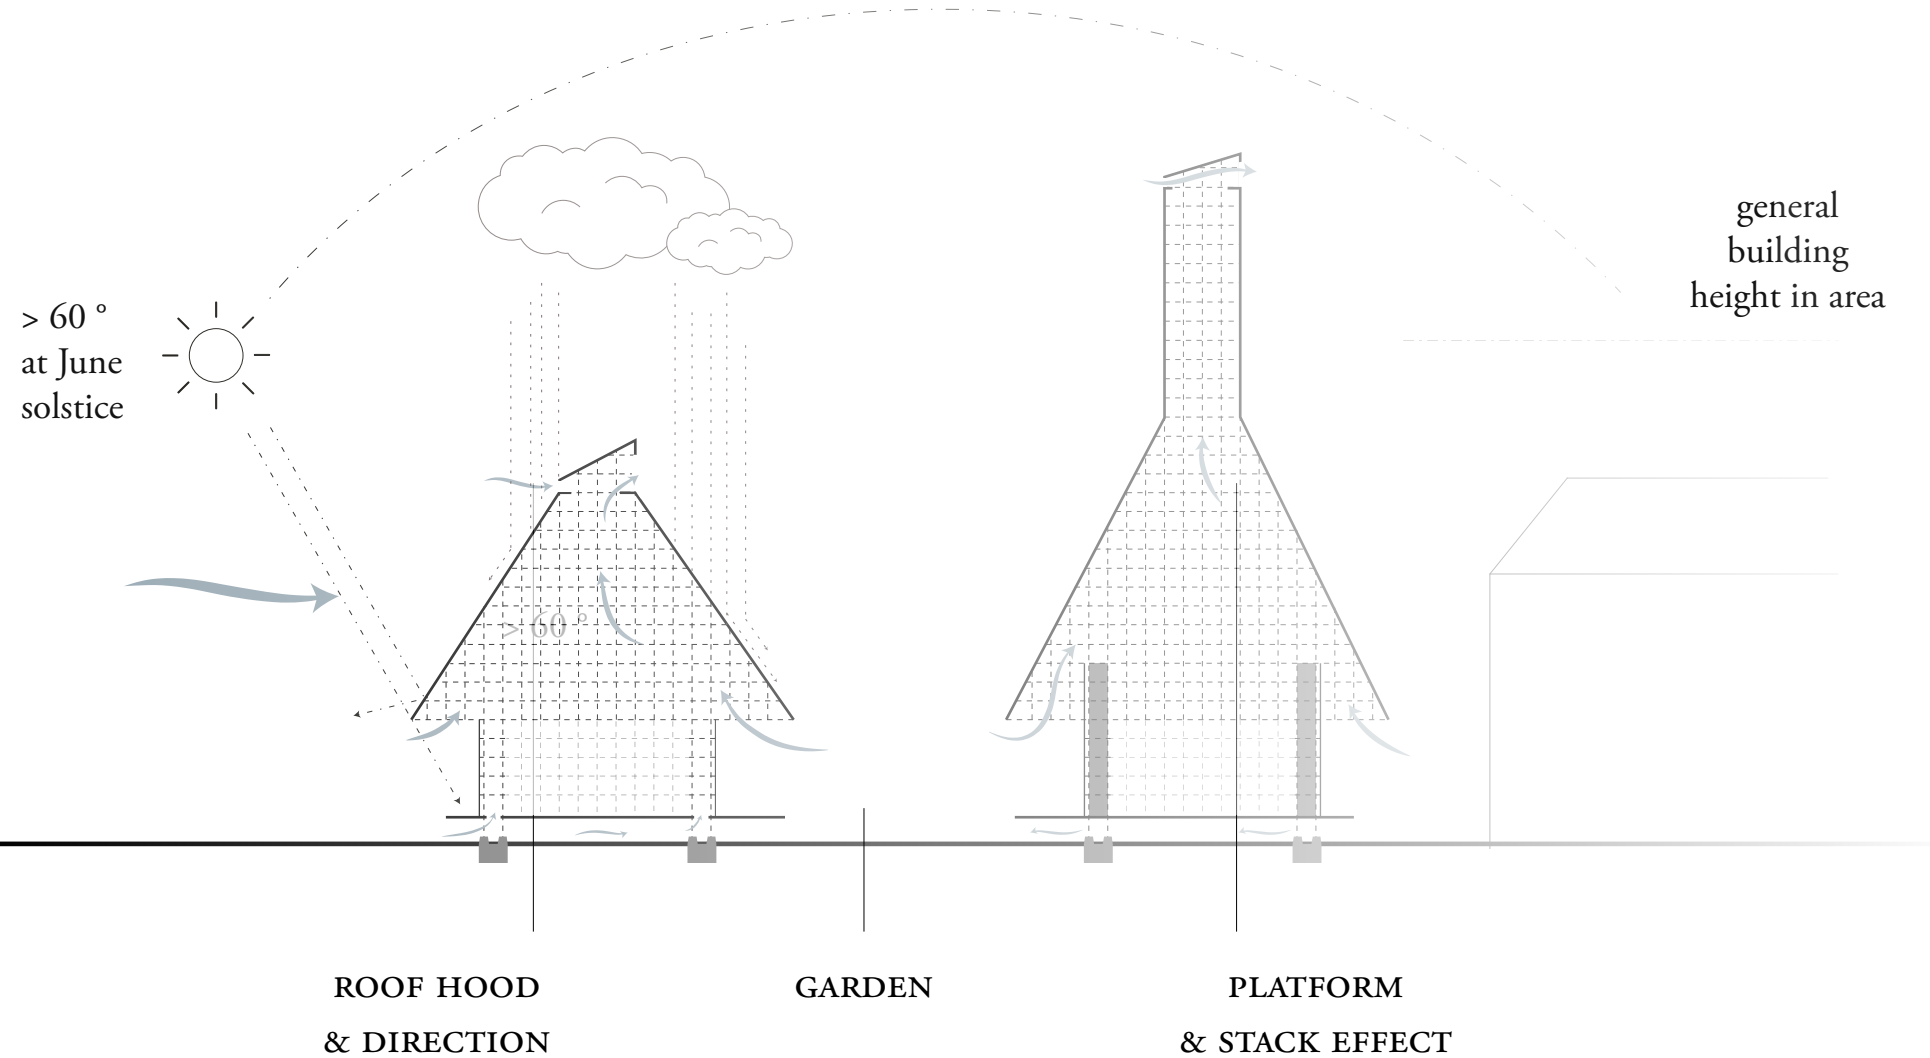 general
building
height in area
> 60 °
at June
solstice
> 60 °
ROOF HOOD
& DIRECTION
GARDEN
PLATFORM
& STACK EFFECT